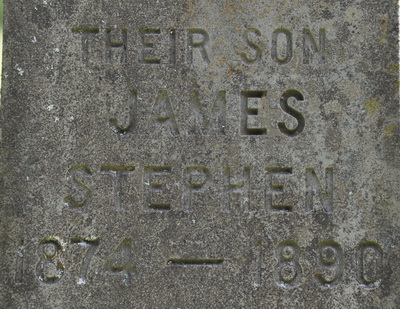 THEIR SON
JAMES
STEPHEN
1874 — 1890